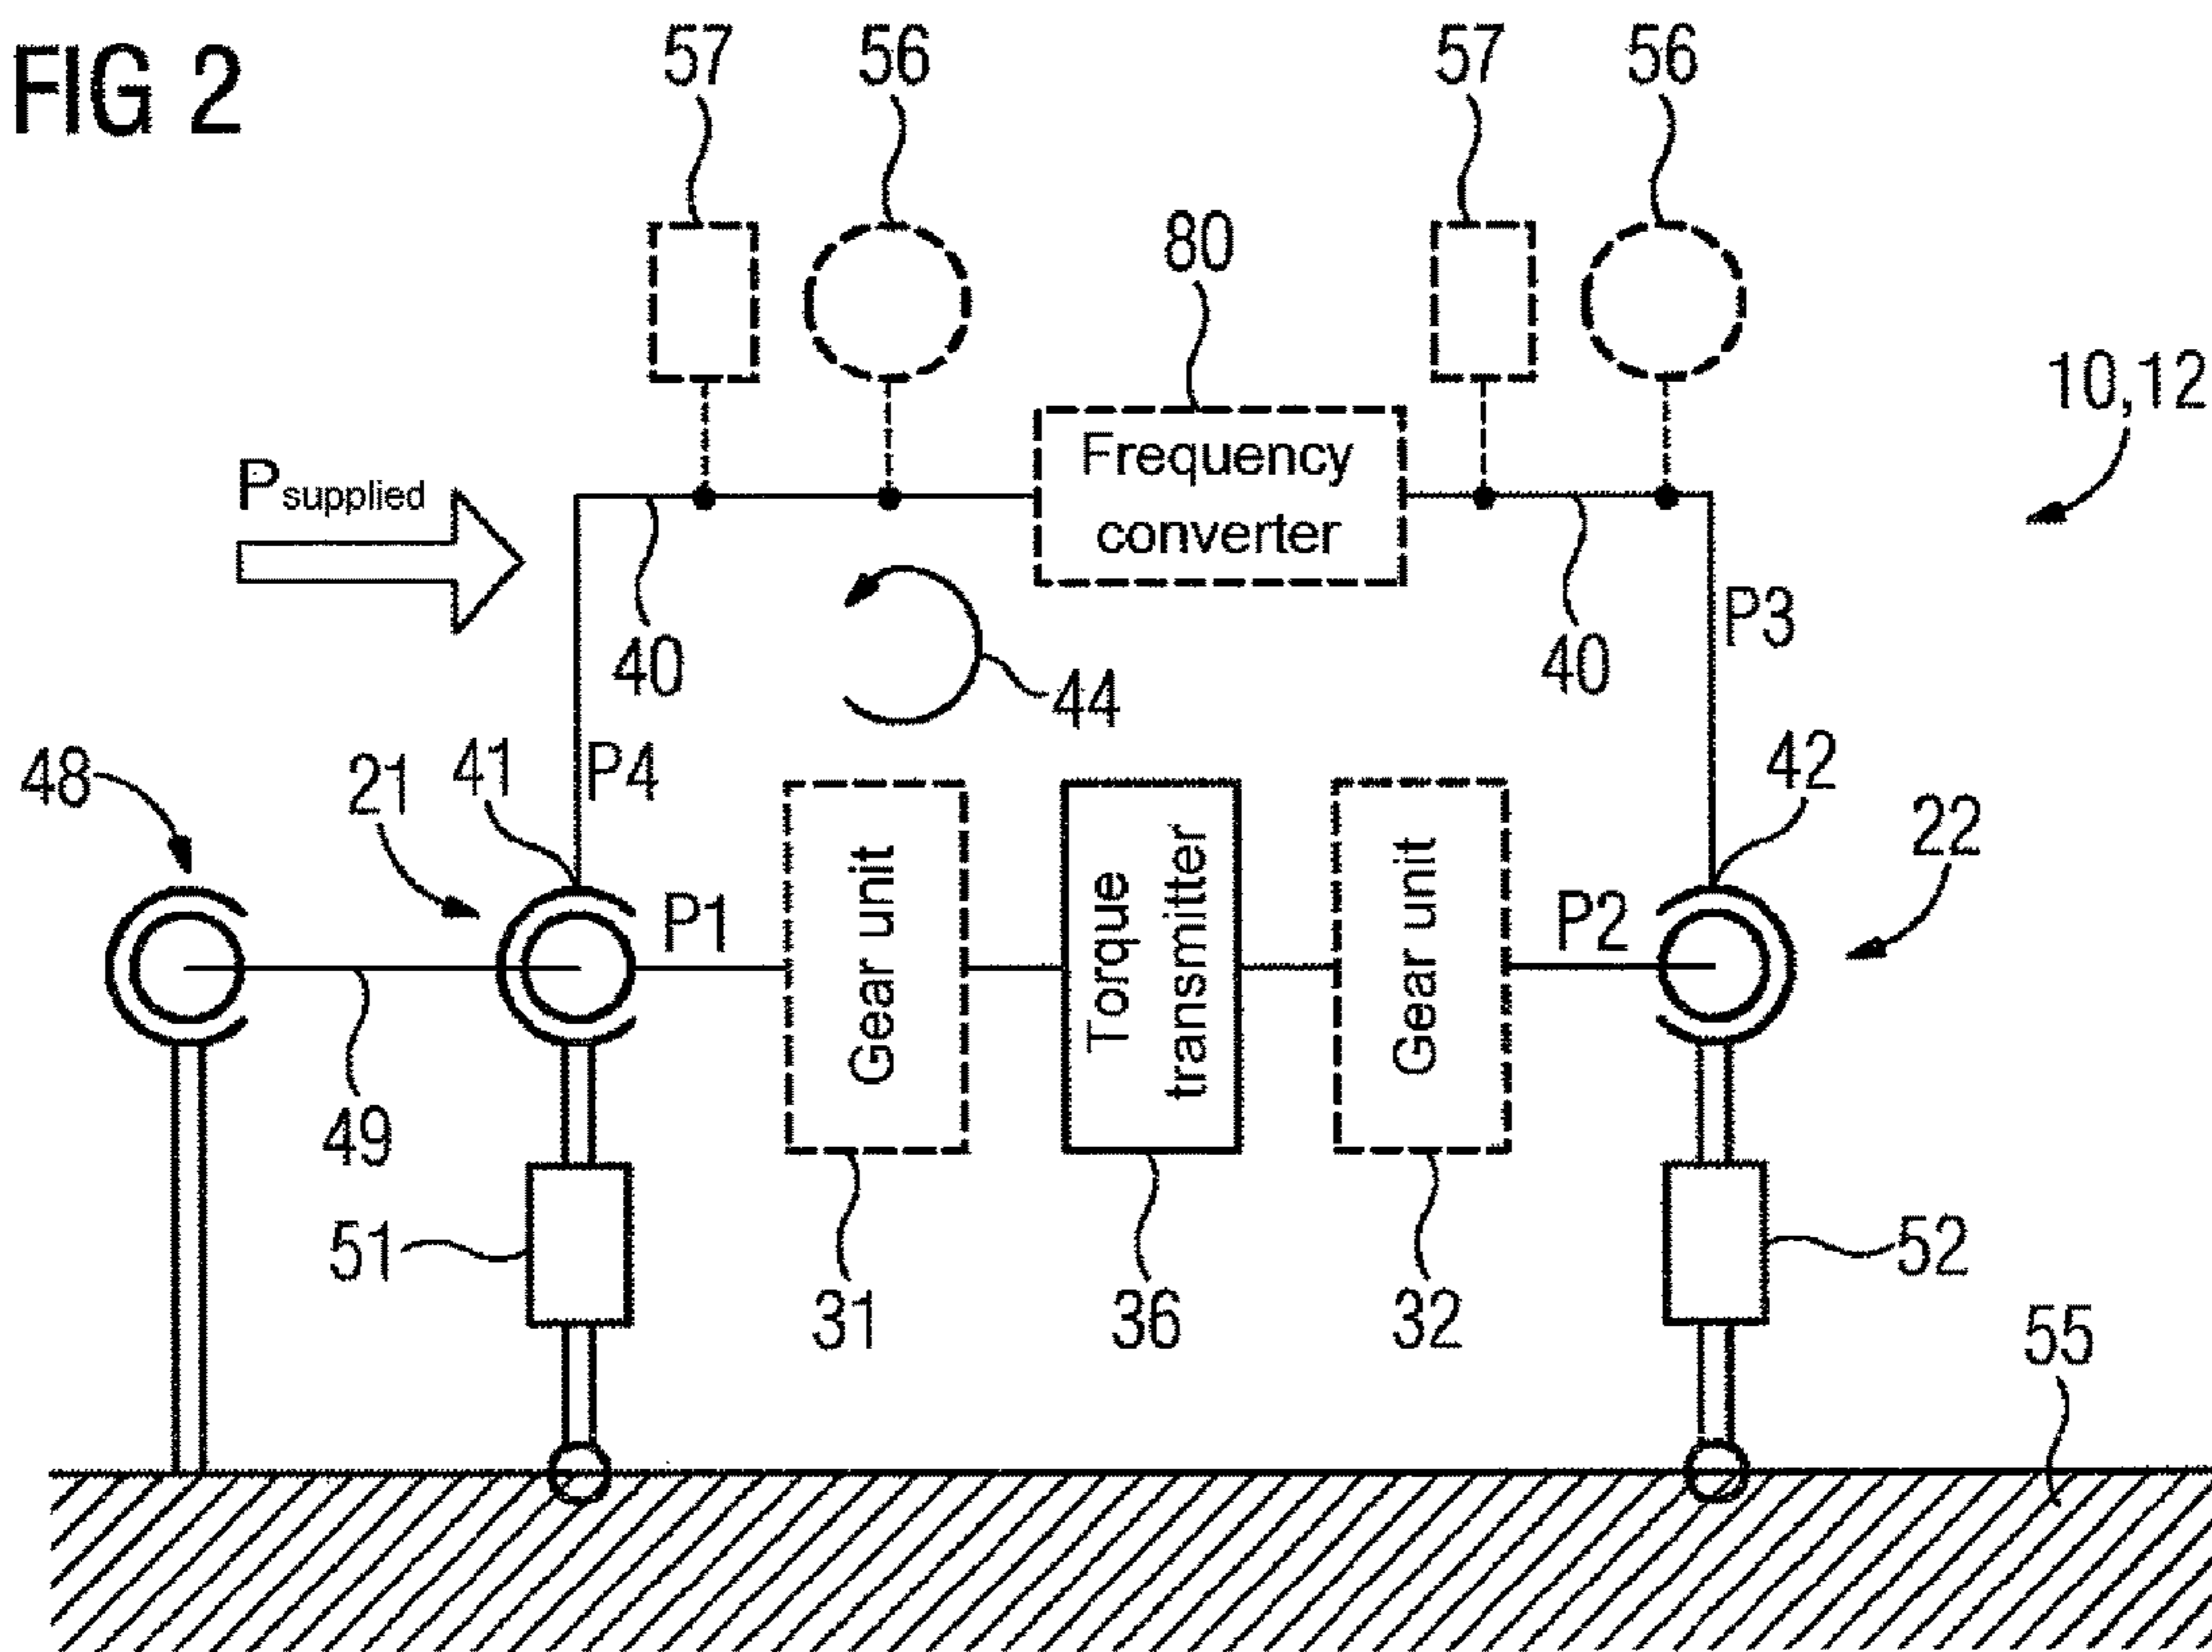 FIG 2
57
56
57
56
80
10,12
Frequency
converter
Psupplied
40
44
40
P3
48
21
41
P4
42
22
P1
Gear unit
Torque
transmitter
Gear unit
P2
49
51
31
36
32
52
55